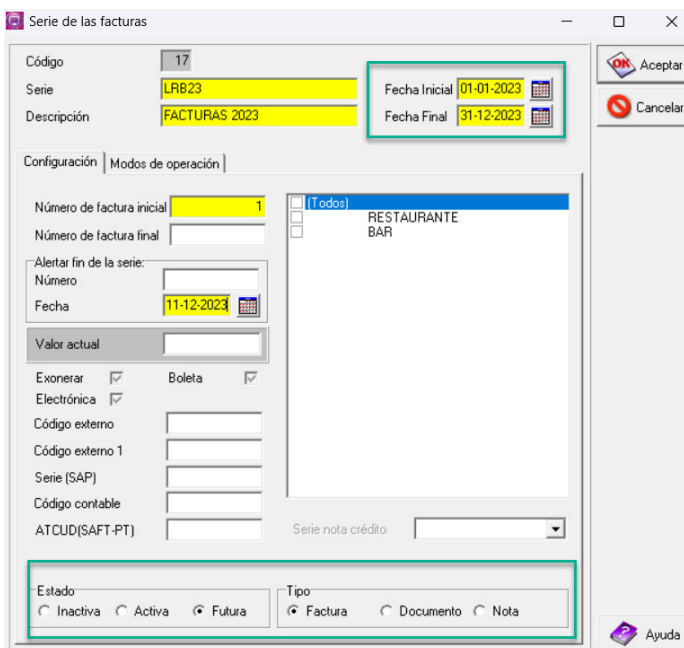 Serie de las facturas
Código 17
Serie LRB23
Descripción FACTURAS 2023
Fecha Inicial 01-01-2023
Fecha Final 31-12-2023
OK Aceptar
Cancelar
Configuración Modos de operación
Número de factura inicial 1
Número de factura final
Alertar fin de la serie:
Número
Fecha 11-12-2023
Valor actual
Exonerar Boleta
Electrónica
Código externo
Código externo 1
Serie (SAP)
Código contable
ATCUD(SAFT-PT)
(Todos)
RESTAURANTE
BAR
Serie nota crédito
Estado
Inactiva Activa Futura
Tipo
Factura Documento Nota
Ayuda